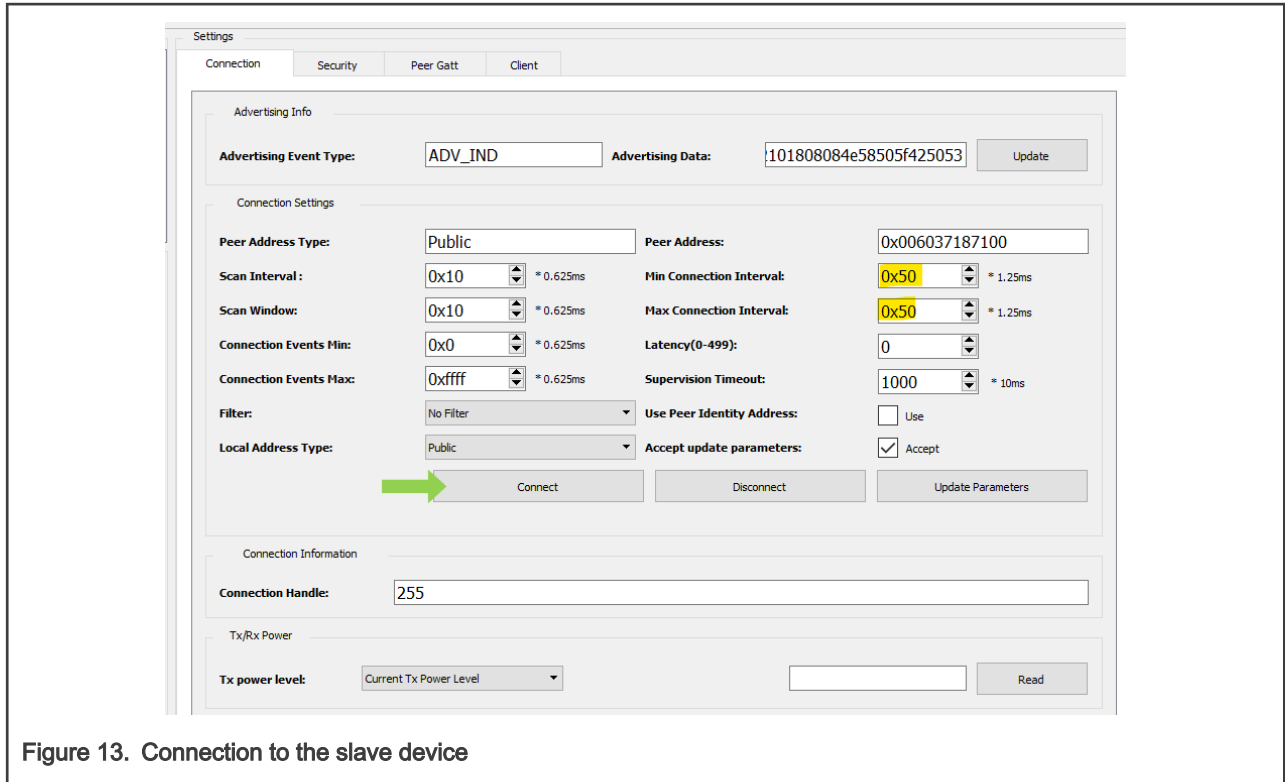 Settings
Connection Security Peer Gatt Client
Advertising Info
Advertising Event Type: ADV_IND Advertising Data: !101808084e58505f425053 Update
Connection Settings
Peer Address Type: Public Peer Address: 0x006037187100
Scan Interval : 0x10 * 0.625ms Min Connection Interval: 0x50 * 1.25ms
Scan Window: 0x10 * 0.625ms Max Connection Interval: 0x50 * 1.25ms
Connection Events Min: 0x0 * 0.625ms Latency(0-499): 0
Connection Events Max: 0xffff * 0.625ms Supervision Timeout: 1000 * 10ms
Filter: No Filter Use Peer Identity Address: Use
Local Address Type: Public Accept update parameters: Accept
Connect Disconnect Update Parameters
Connection Information
Connection Handle: 255
Tx/Rx Power
Tx power level: Current Tx Power Level Read
Figure 13. Connection to the slave device